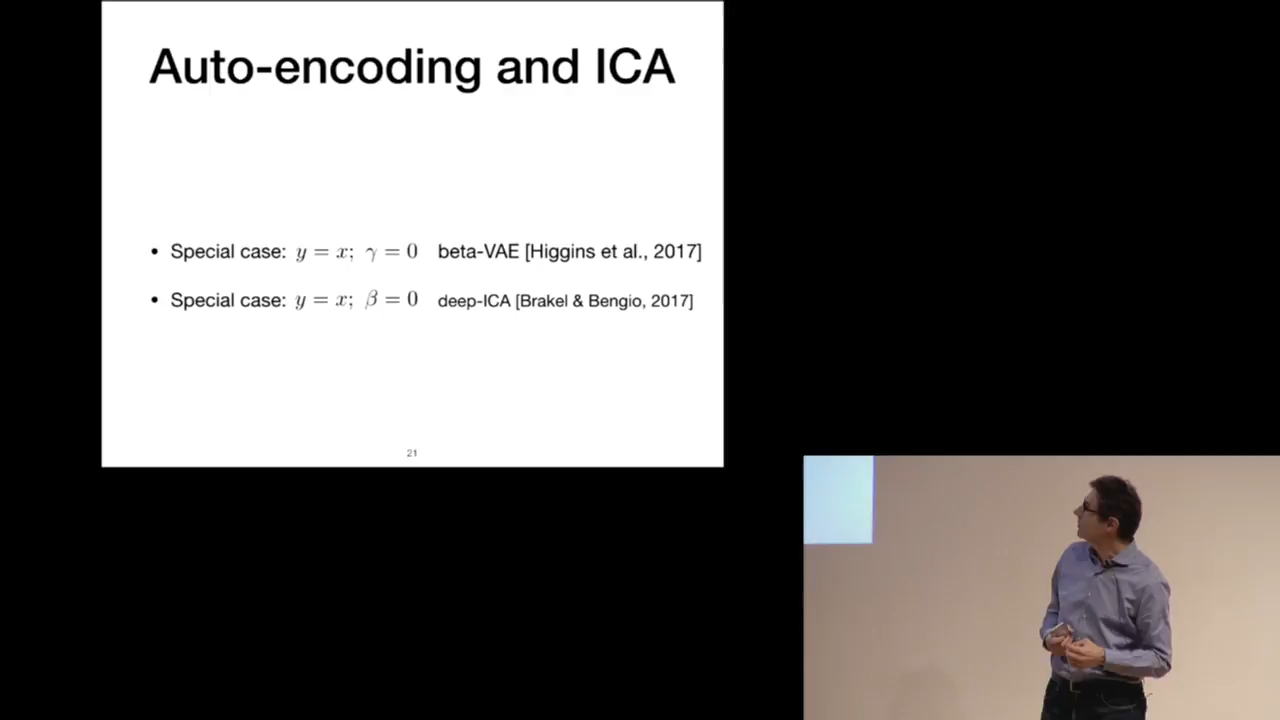 Auto-encoding and ICA
• Special case: y = x; γ = 0 beta-VAE [Higgins et al., 2017]
• Special case: y = x; β = 0 deep-ICA [Brakel & Bengio, 2017]
21